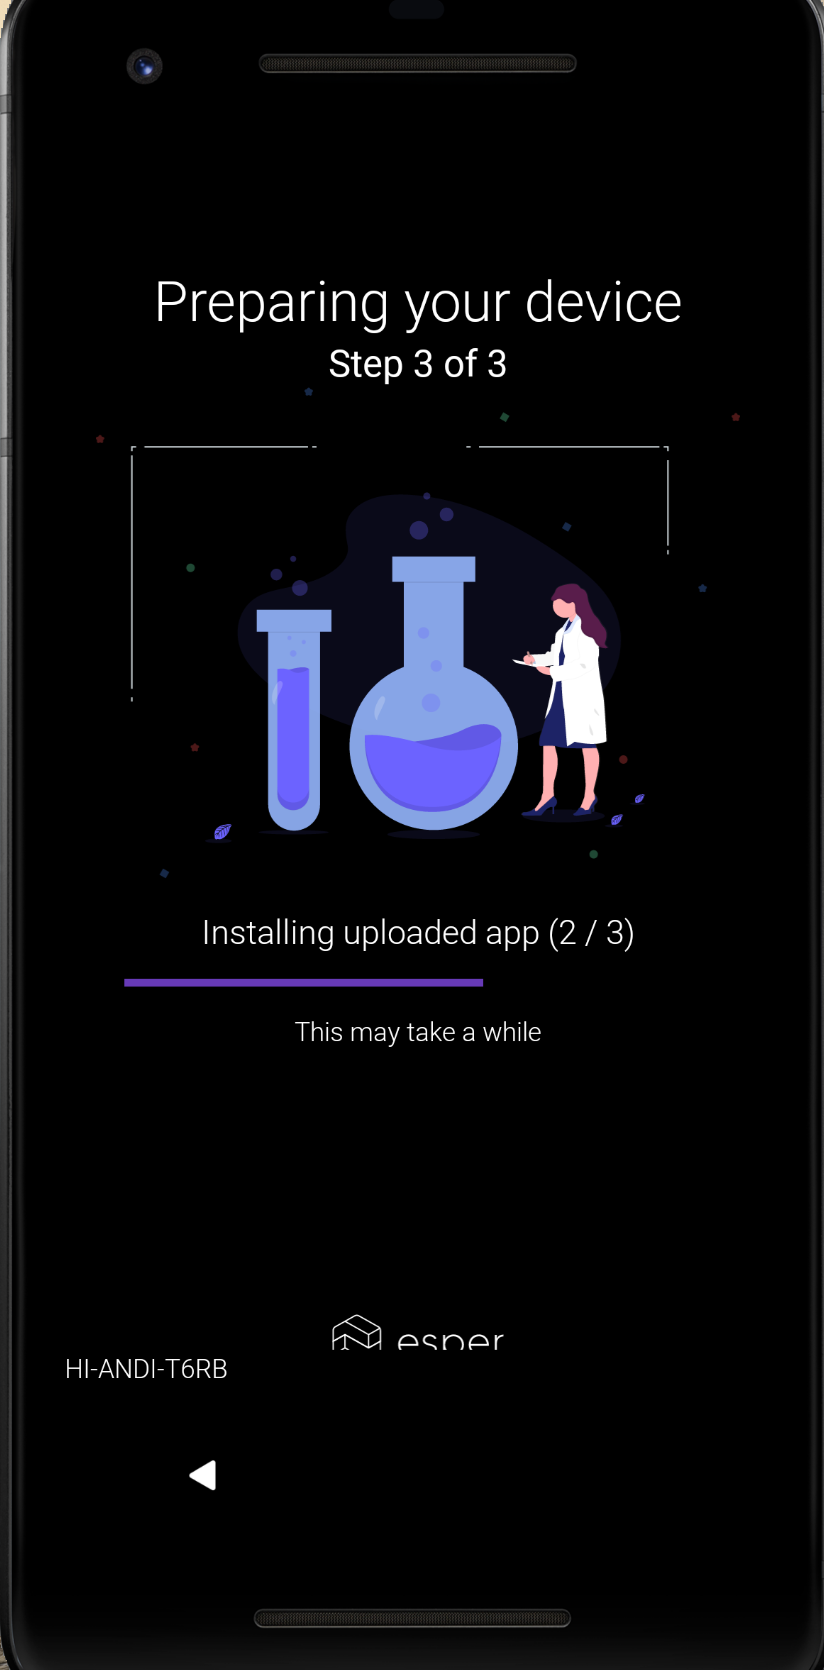 Preparing your device
Step 3 of 3
Installing uploaded app (2 / 3)
This may take a while
esper
HI-ANDI-T6RB